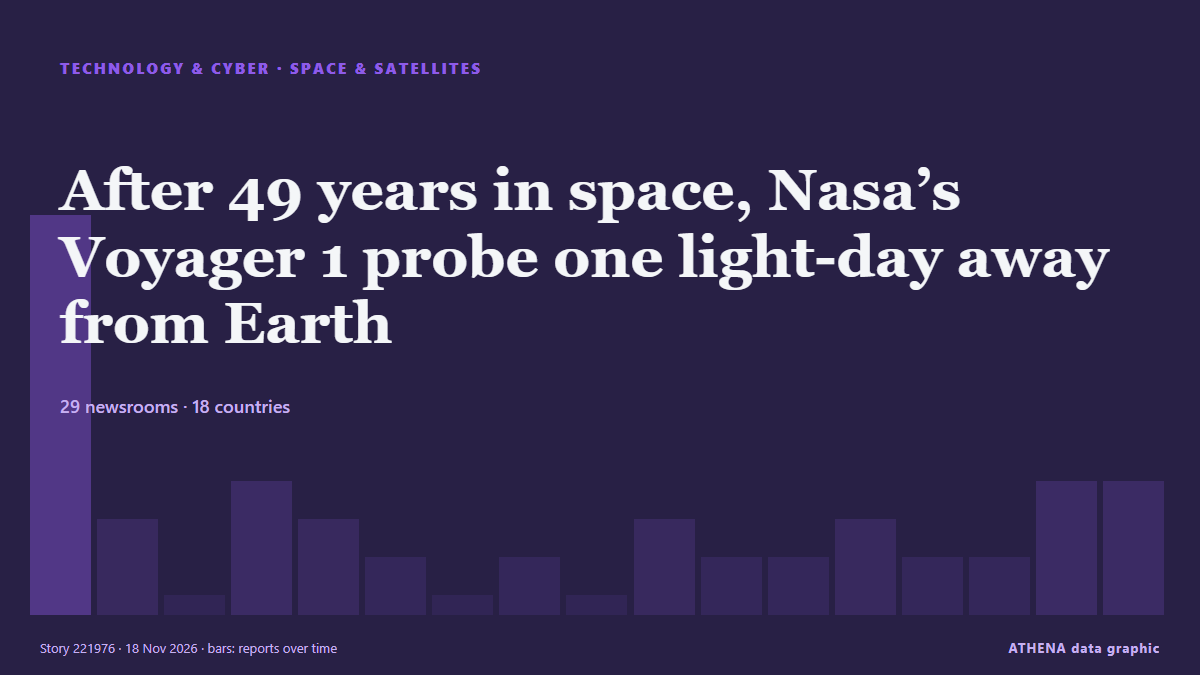 TECHNOLOGY & CYBER · SPACE & SATELLITES
After 49 years in space, Nasa’s
Voyager 1 probe one light-day away
from Earth
29 newsrooms · 18 countries
Story 221976 · 18 Nov 2026 · bars: reports over time
ATHENA data graphic